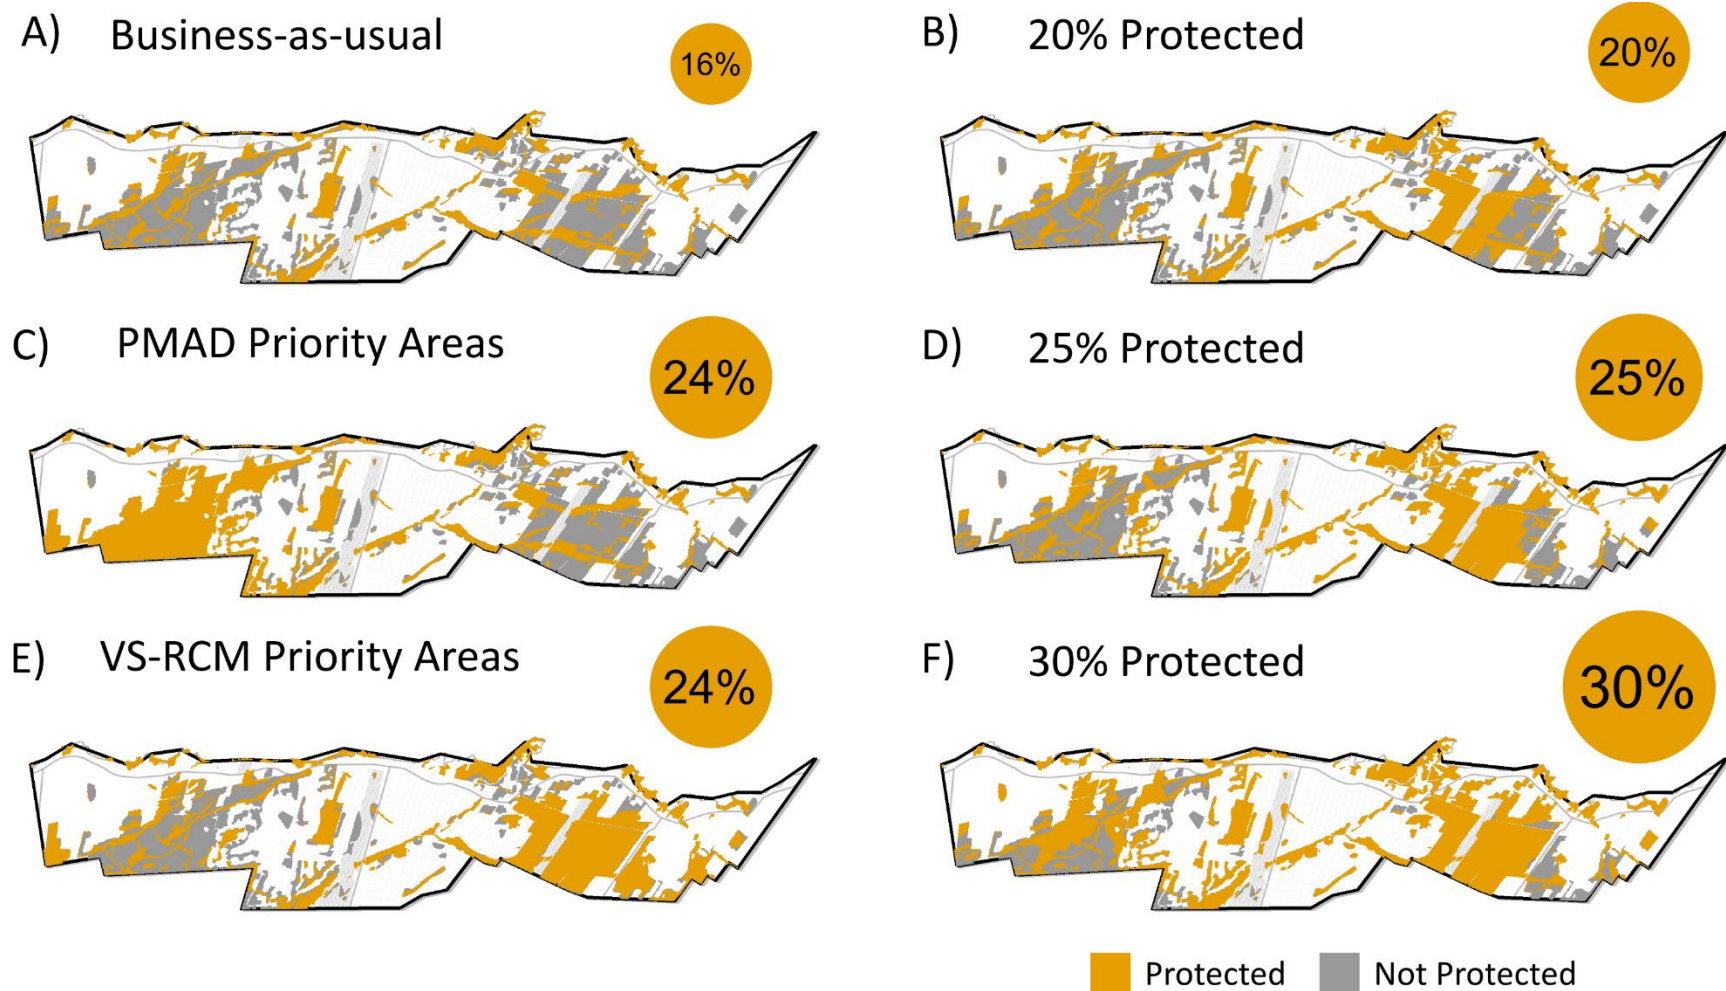 A) Business-as-usual 16%
B) 20% Protected 20%
C) PMAD Priority Areas 24%
D) 25% Protected 25%
E) VS-RCM Priority Areas 24%
F) 30% Protected 30%
Protected Not Protected